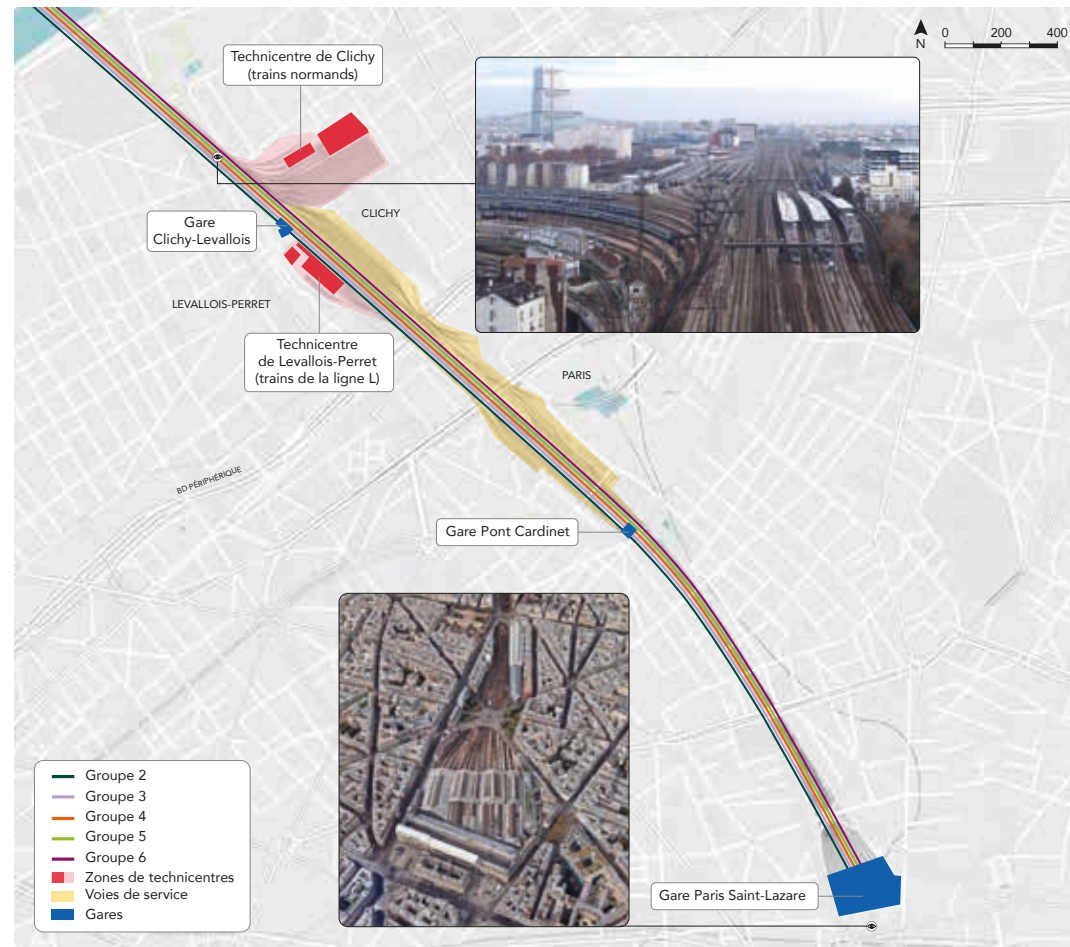 Technicentre de Clichy
(trains normands)
N
0 200 400
CLICHY
Gare
Clichy-Levallois
LEVALLOIS-PERRET
Technicentre
de Levallois-Perret
(trains de la ligne L)
PARIS
BD PÉRIPHÉRIQUE
Gare Pont Cardinet
Groupe 2
Groupe 3
Groupe 4
Groupe 5
Groupe 6
Zones de technicentres
Voies de service
Gares
Gare Paris Saint-Lazare